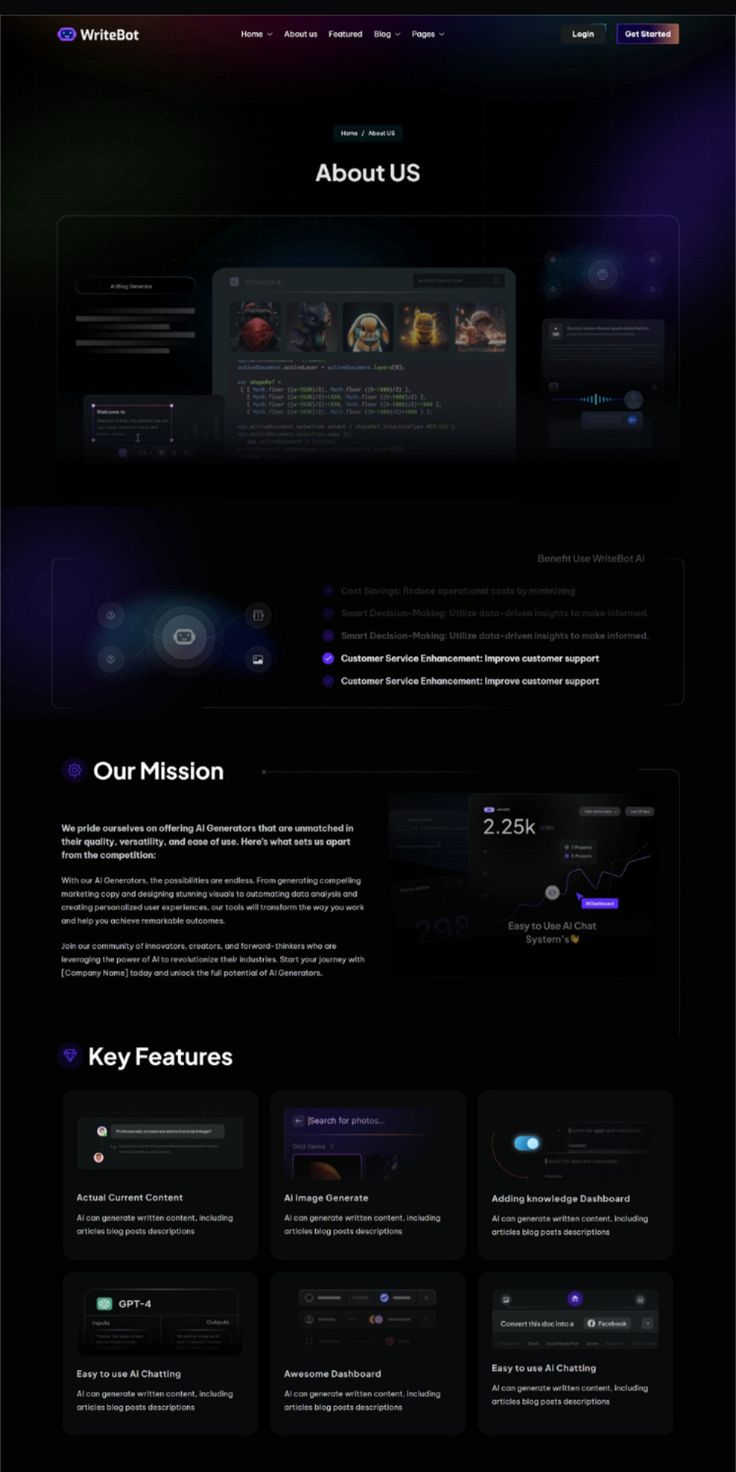 WriteBot
Home
About us
Featured
Blog
Pages
Login
Get Started
Home / About US
About US
AI Blog Generate
WriteBot Ai
activeDocument.activeLayer = activeDocument.layers[0];
var shapeRef =
Welcome to
Benefit Use WriteBot AI
Cost Savings: Reduce operational costs by minimizing
Smart Decision-Making: Utilize data-driven insights to make informed.
Smart Decision-Making: Utilize data-driven insights to make informed.
Customer Service Enhancement: Improve customer support
Customer Service Enhancement: Improve customer support
Our Mission
We pride ourselves on offering AI Generators that are unmatched in
their quality, versatility, and ease of use. Here's what sets us apart
from the competition:
With our AI Generators, the possibilities are endless. From generating compelling
marketing copy and designing stunning visuals to automating data analysis and
creating personalized user experiences, our tools will transform the way you work
and help you achieve remarkable outcomes.
Join our community of innovators, creators, and forward-thinkers who are
leveraging the power of AI to revolutionize their industries. Start your journey with
[Company Name] today and unlock the full potential of AI Generators.
2.25k
7 Projects
5 Projects
AI Dashboard
298
Easy to Use AI Chat
System's👋
Key Features
Actual Current Content
AI can generate written content, including
articles blog posts descriptions
Search for photos...
Grid Items
Ai Image Generate
AI can generate written content, including
articles blog posts descriptions
Search for apps and commands...
Search for apps and commands...
Adding knowledge Dashboard
AI can generate written content, including
articles blog posts descriptions
GPT-4
Inputs
Outputs
Easy to use Ai Chatting
AI can generate written content, including
articles blog posts descriptions
Awesome Dashboard
AI can generate written content, including
articles blog posts descriptions
Convert this doc into a
Facebook
Easy to use Ai Chatting
AI can generate written content, including
articles blog posts descriptions